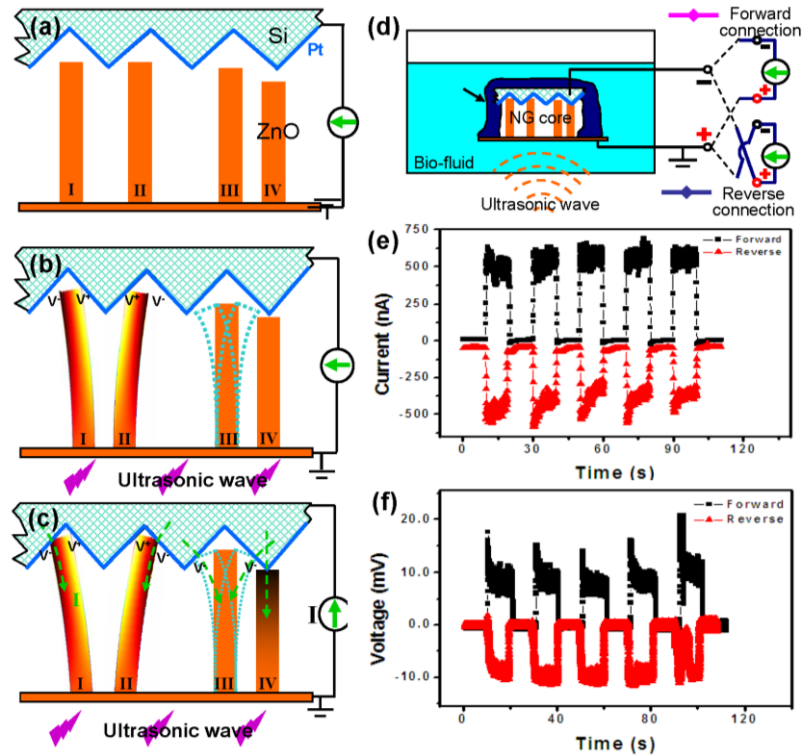 (a)
Si
Pt
ZnO
I
II
III
IV
(b)
V-
V+
V+
V-
I
II
III
IV
Ultrasonic wave
(c)
V-
V+
V+
V-
V-
V-
I
I
I
II
III
IV
Ultrasonic wave
(d)
Forward
connection
NG core
Bio-fluid
Ultrasonic wave
-
+
-
+
-
+
Reverse
connection
(e)
750
500
250
0
-250
-500
Current (nA)
Forward
Reverse
0
30
60
90
120
Time (s)
(f)
20.0
10.0
0.0
-10.0
Voltage (mV)
Forward
Reverse
0
40
80
120
Time (s)